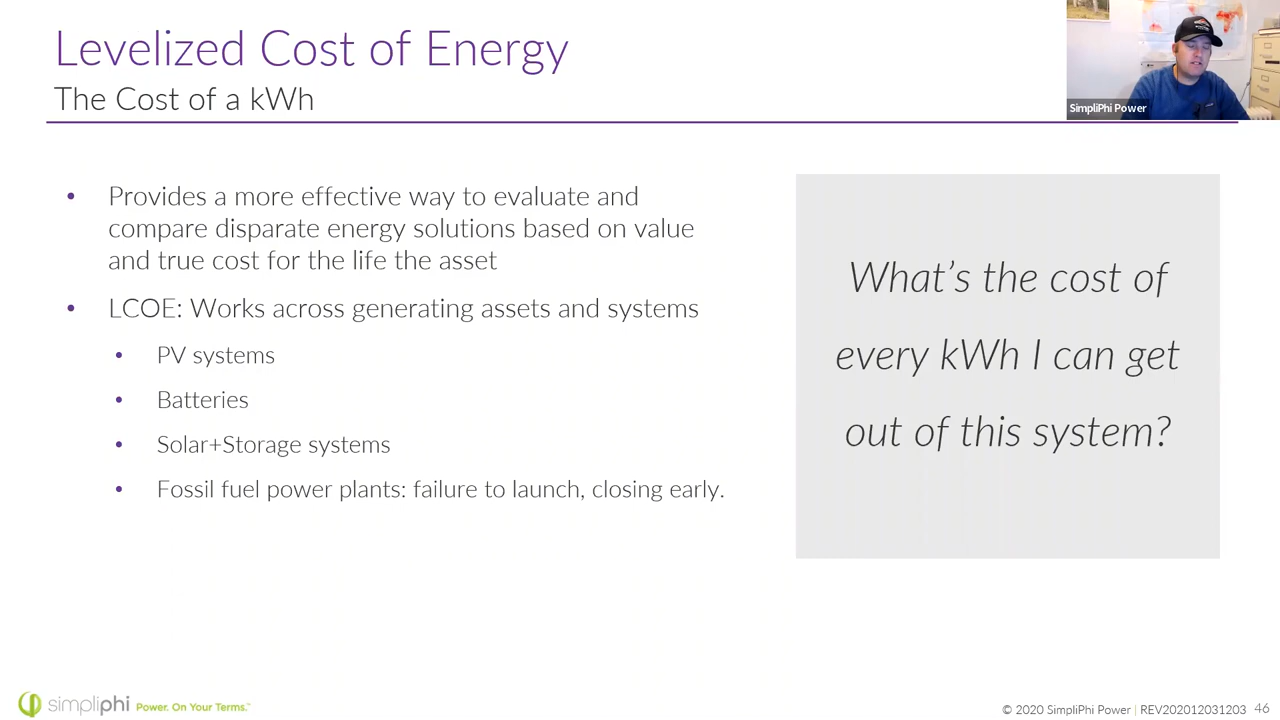 Levelized Cost of Energy
The Cost of a kWh
SimpliPhi Power
• Provides a more effective way to evaluate and
compare disparate energy solutions based on value
and true cost for the life the asset
• LCOE: Works across generating assets and systems
• PV systems
• Batteries
• Solar+Storage systems
• Fossil fuel power plants: failure to launch, closing early.
What's the cost of
every kWh I can get
out of this system?
simpliphi Power. On Your Terms.™
© 2020 SimpliPhi Power | REV202012031203 46